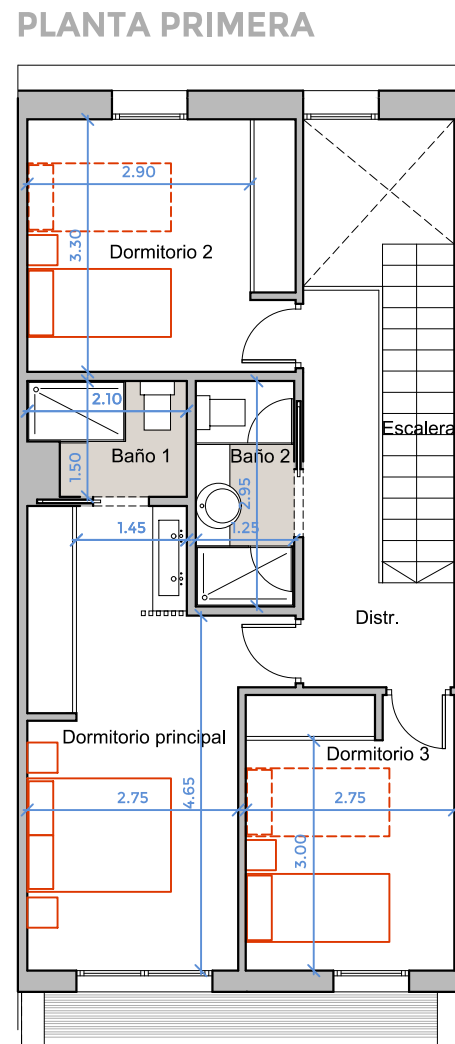 PLANTA PRIMERA
2.90
3.30
Dormitorio 2
2.10
Escalera
1.50
Baño 1
Baño 2
2.95
1.45
1.25
Distr.
Dormitorio principal
Dormitorio 3
4.65
2.75
2.75
3.00